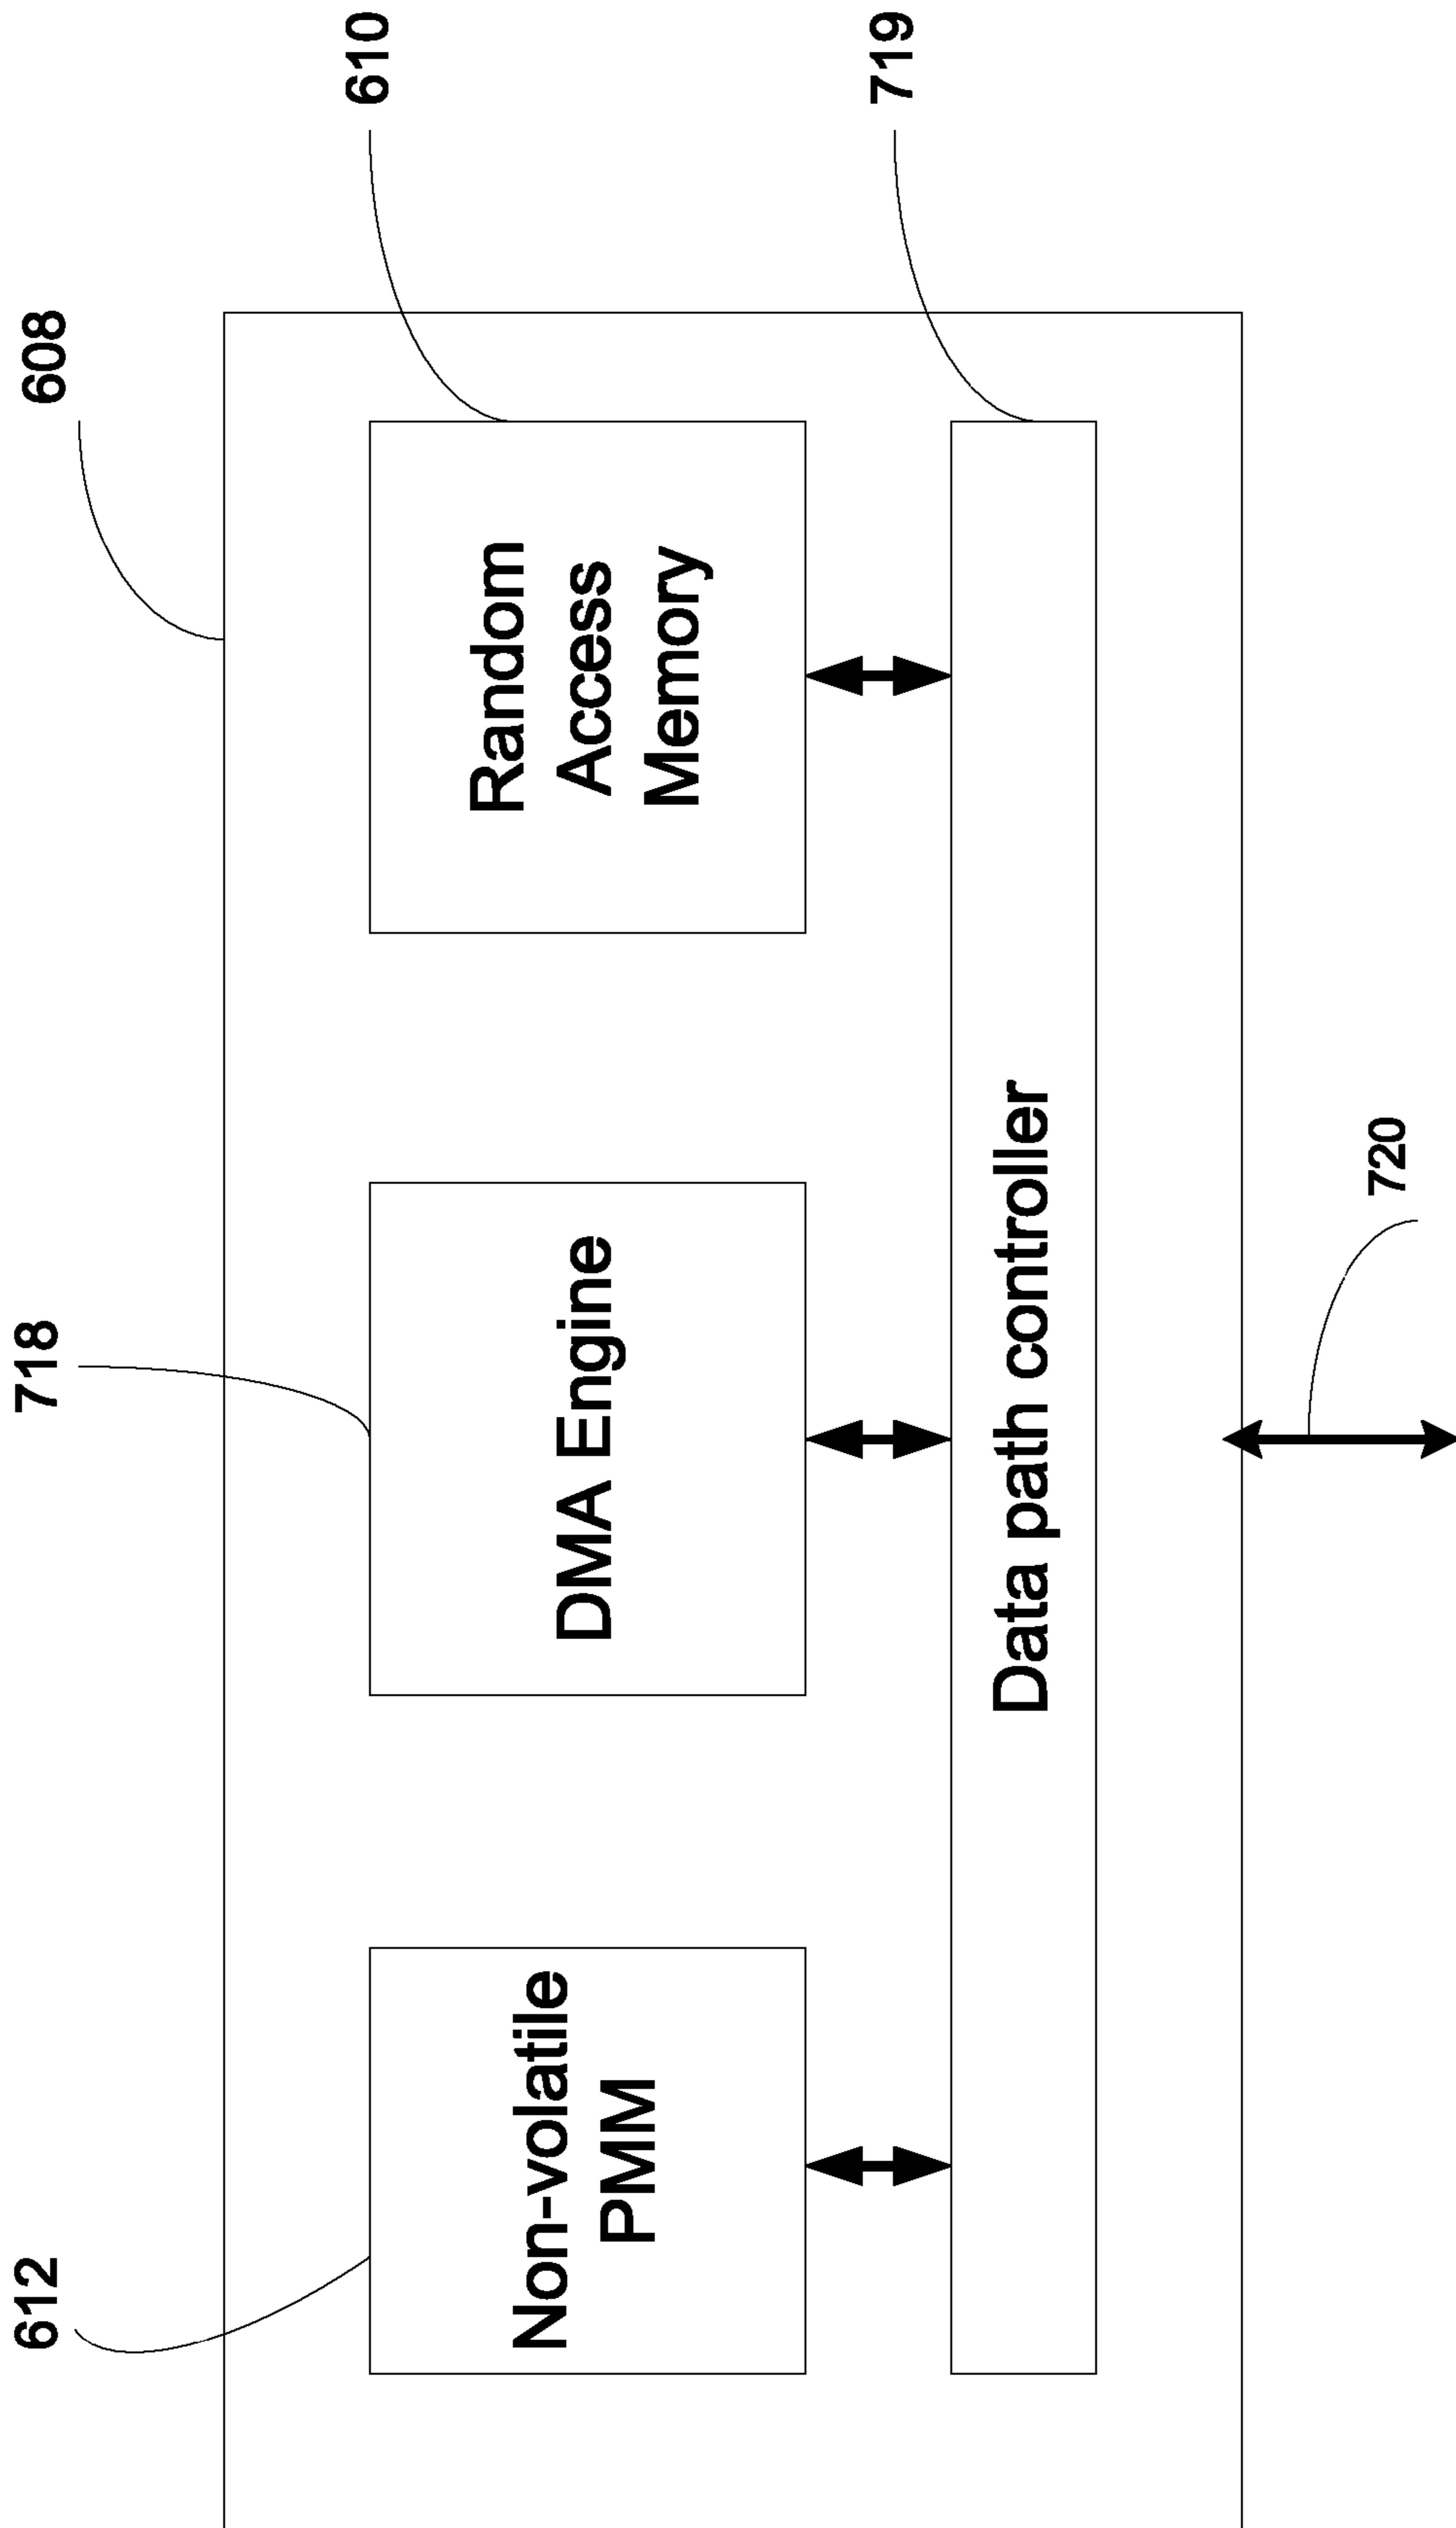 612
718
608
610
719
Non-volatile
PMM
DMA Engine
Random
Access
Memory
Data path controller
720